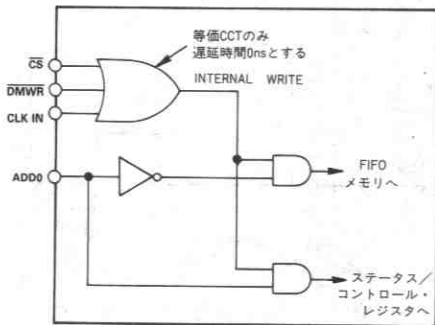 等価CCTのみ
遅延時間0nsとする
INTERNAL WRITE
CS
DMWR
CLK IN
ADD0
FIFO
メモリへ
ステータス/
コントロール・
レジスタへ